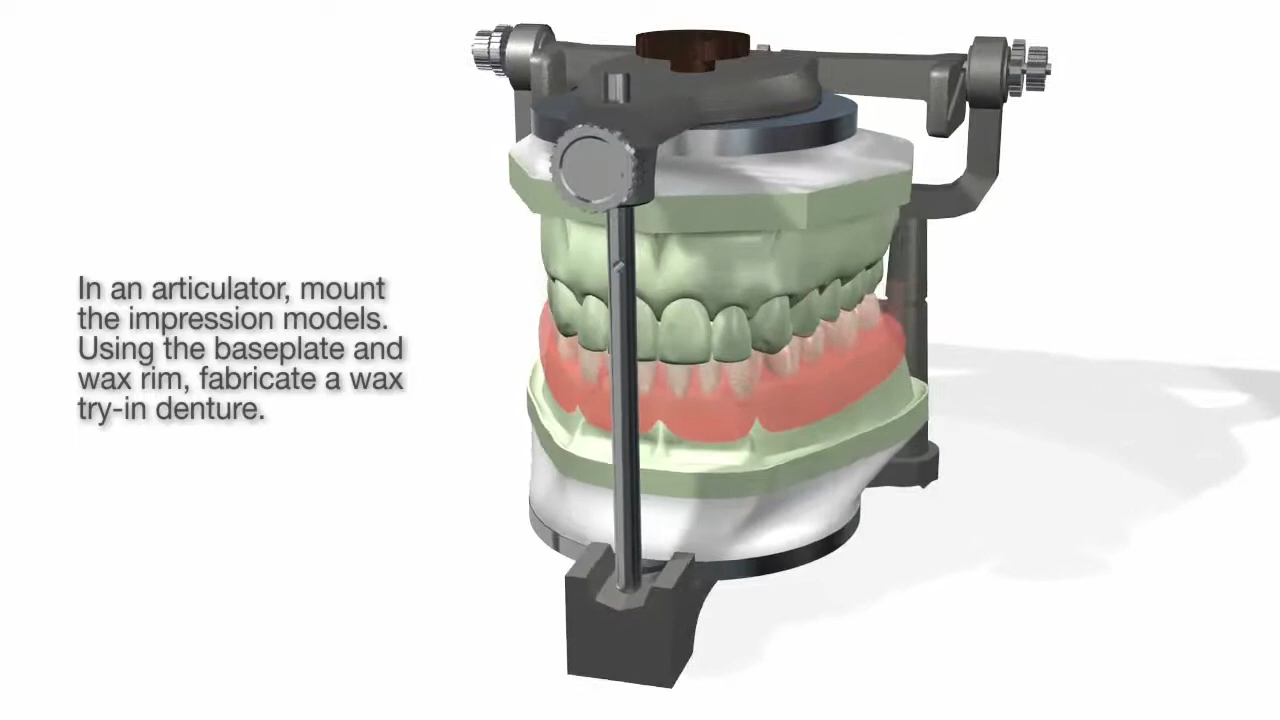 In an articulator, mount
the impression models.
Using the baseplate and
wax rim, fabricate a wax
try-in denture.